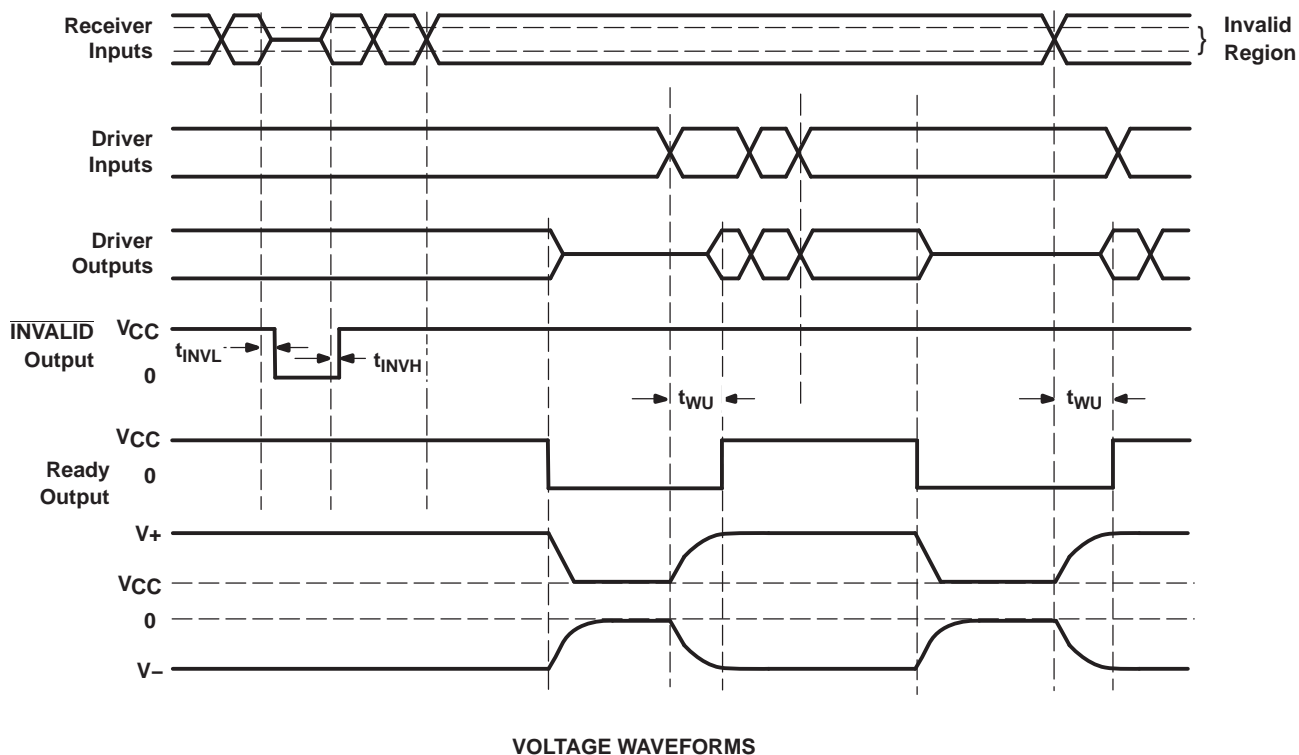 Receiver
Inputs
}
Invalid
Region
Driver
Inputs
Driver
Outputs
INVALID
Output
VCC
0
tINVL
tINVH
tWU
tWU
Ready
Output
VCC
0
V+
VCC
0
V–
VOLTAGE WAVEFORMS